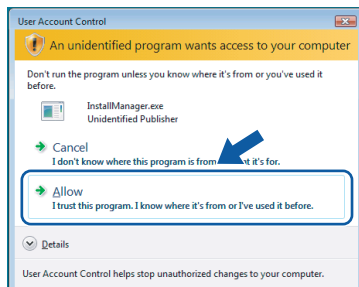 User Account Control
An unidentified program wants access to your computer
Don't run the program unless you know where it's from or you've used it
before.
InstallManager.exe
Unidentified Publisher
Cancel
I don't know where this program is from it's for.
Allow
I trust this program. I know where it's from or I've used it before.
Details
User Account Control helps stop unauthorized changes to your computer.